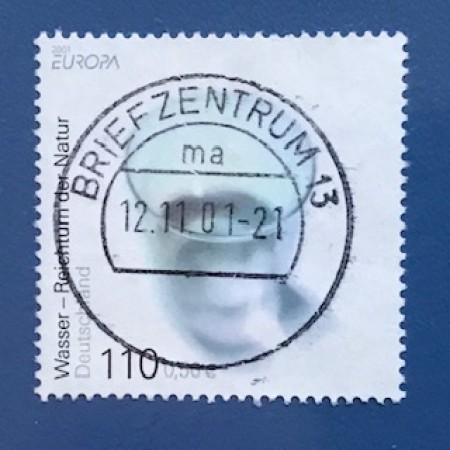 2001
EUROPA
BRIEFZENTRUM 13
ma
12.11.01-21
Wasser – Reichtum der Natur
Deutschland
110 0,56 €